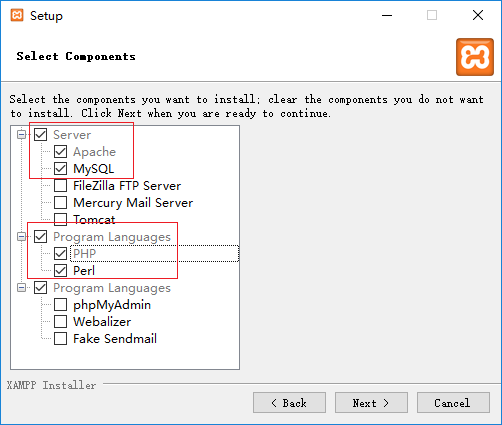 Setup
Select Components
Select the components you want to install; clear the components you do not want
to install. Click Next when you are ready to continue.
Server
Apache
MySQL
FileZilla FTP Server
Mercury Mail Server
Tomcat
Program Languages
PHP
Perl
Program Languages
phpMyAdmin
Webalizer
Fake Sendmail
XAMPP Installer
< Back
Next >
Cancel